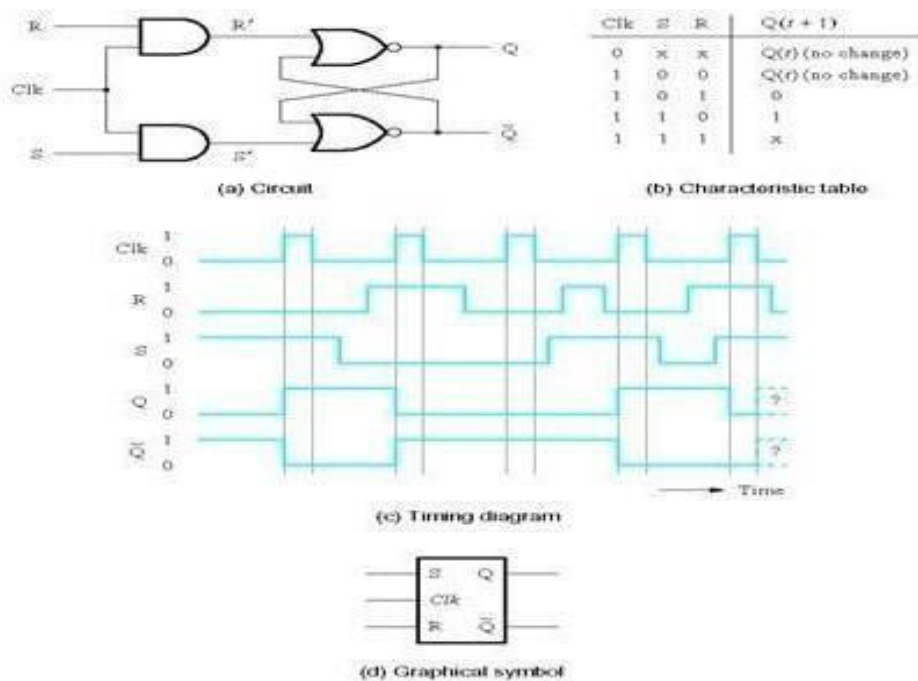 R R′ Q
Clk
S S′ Q!
(a) Circuit
Clk S R Q(t + 1)
0 x x Q(t) (no change)
1 0 0 Q(t) (no change)
1 0 1 0
1 1 0 1
1 1 1 x
(b) Characteristic table
Clk 1 0
R 1 0
S 1 0
Q 1 0 ?
Q! 1 0 ?
Time
(c) Timing diagram
S Q
Clk
R Q!
(d) Graphical symbol